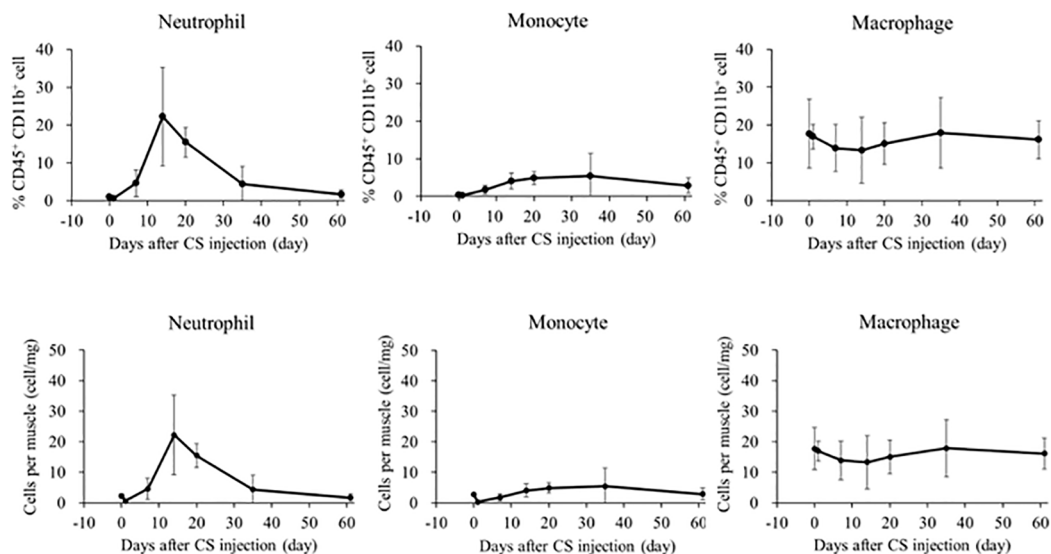 Neutrophil
% CD45⁺ CD11b⁺ cell
40
30
20
10
0
-10 0 10 20 30 40 50 60
Days after CS injection (day)
Monocyte
% CD45⁺ CD11b⁺ cell
40
30
20
10
0
-10 0 10 20 30 40 50 60
Days after CS injection (day)
Macrophage
% CD45⁺ CD11b⁺ cell
40
30
20
10
0
-10 0 10 20 30 40 50 60
Days after CS injection (day)
Neutrophil
Cells per muscle (cell/mg)
50
40
30
20
10
0
-10 0 10 20 30 40 50 60
Days after CS injection (day)
Monocyte
Cells per muscle (cell/mg)
50
40
30
20
10
0
-10 0 10 20 30 40 50 60
Days after CS injection (day)
Macrophage
Cells per muscle (cell/mg)
50
40
30
20
10
0
-10 0 10 20 30 40 50 60
Days after CS injection (day)